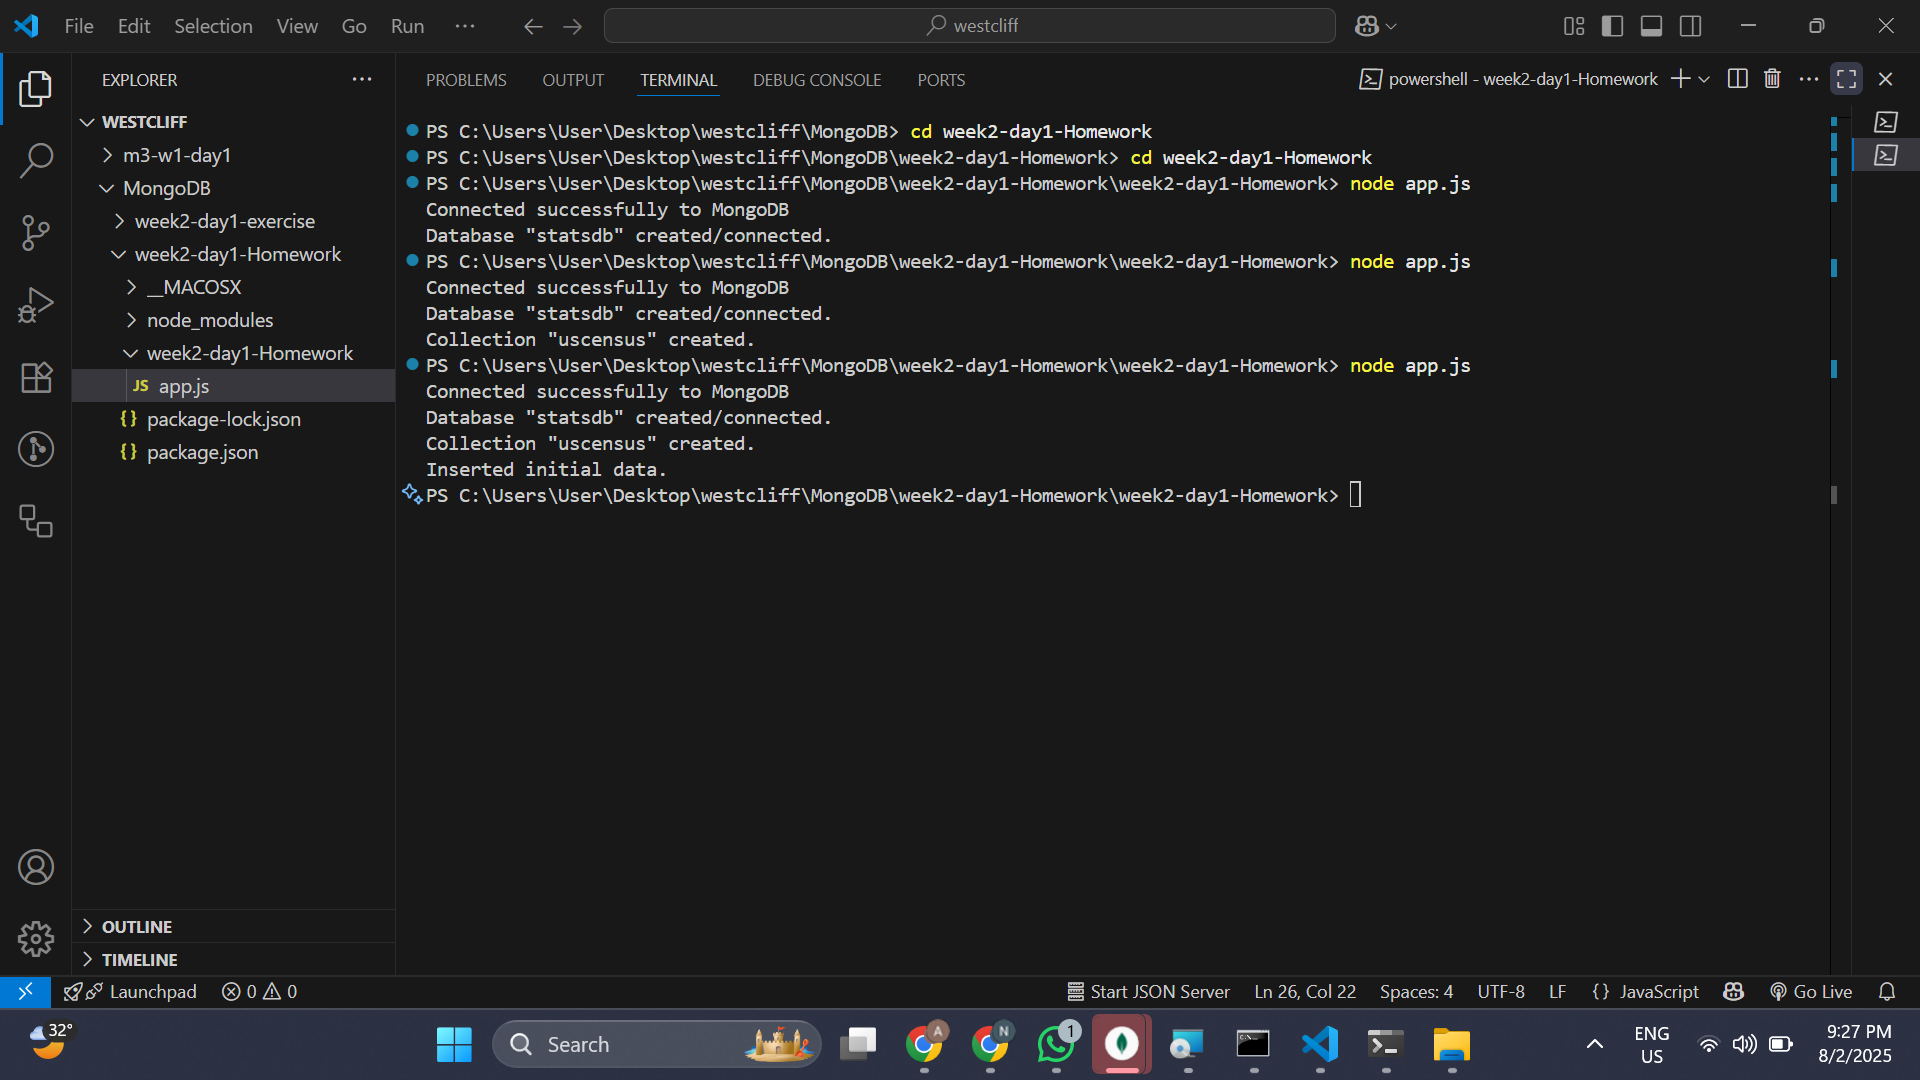 File Edit Selection View Go Run ···
westcliff
EXPLORER
WESTCLIFF
m3-w1-day1
MongoDB
week2-day1-exercise
week2-day1-Homework
__MACOSX
node_modules
week2-day1-Homework
JS app.js
{} package-lock.json
{} package.json
OUTLINE
TIMELINE
PROBLEMS OUTPUT TERMINAL DEBUG CONSOLE PORTS
powershell - week2-day1-Homework
PS C:\Users\User\Desktop\westcliff\MongoDB> cd week2-day1-Homework
PS C:\Users\User\Desktop\westcliff\MongoDB\week2-day1-Homework> cd week2-day1-Homework
PS C:\Users\User\Desktop\westcliff\MongoDB\week2-day1-Homework\week2-day1-Homework> node app.js
Connected successfully to MongoDB
Database "statsdb" created/connected.
PS C:\Users\User\Desktop\westcliff\MongoDB\week2-day1-Homework\week2-day1-Homework> node app.js
Connected successfully to MongoDB
Database "statsdb" created/connected.
Collection "uscensus" created.
PS C:\Users\User\Desktop\westcliff\MongoDB\week2-day1-Homework\week2-day1-Homework> node app.js
Connected successfully to MongoDB
Database "statsdb" created/connected.
Collection "uscensus" created.
Inserted initial data.
PS C:\Users\User\Desktop\westcliff\MongoDB\week2-day1-Homework\week2-day1-Homework>
Launchpad 0 0
Start JSON Server Ln 26, Col 22 Spaces: 4 UTF-8 LF {} JavaScript Go Live
32°
Search
A
N
1
ENG
US
9:27 PM
8/2/2025